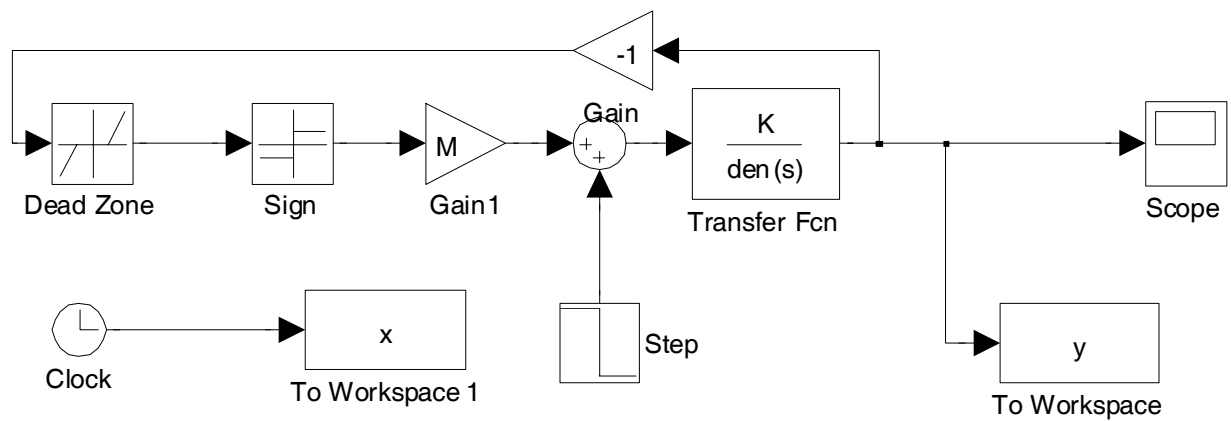 -1
Gain
K
den(s)
M
+
+
Dead Zone
Sign
Gain1
Transfer Fcn
Scope
x
Step
y
Clock
To Workspace 1
To Workspace